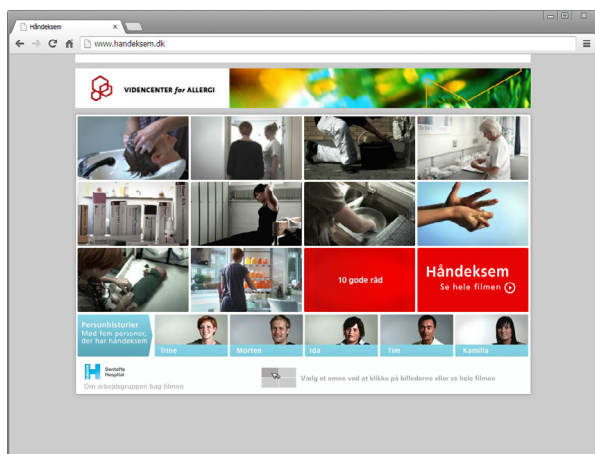 Håndeksem
www.handeksem.dk
VIDENCENTER for ALLERGI
10 gode råd
Håndeksem
Se hele filmen
Personhistorier
Mød fem personer,
der har håndeksem
Irine
Morten
Ida
Tim
Kamilla
Gentofte
Hospital
Om arbejdsgruppen bag filmen
Vælg et emne ved at klikke på billederne eller se hele filmen